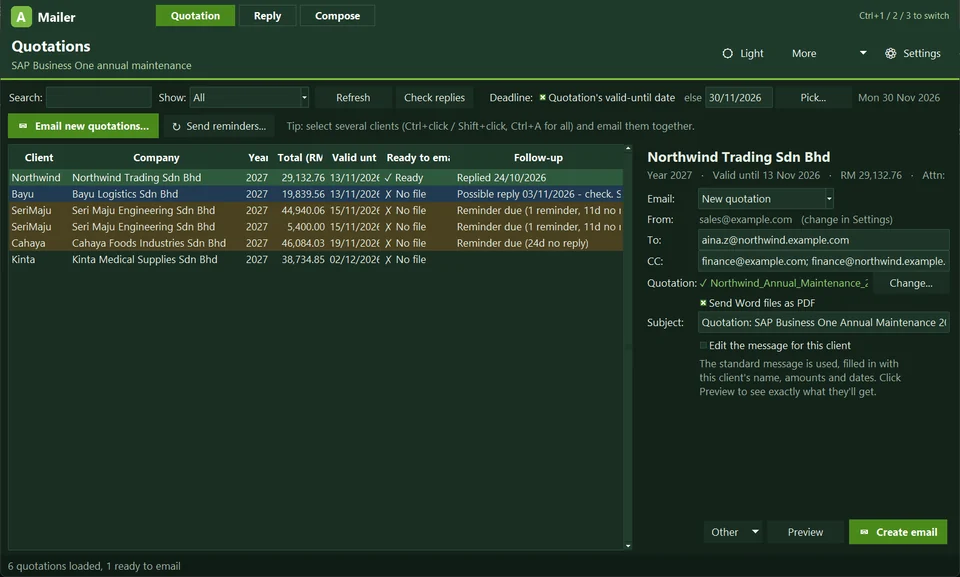 A Mailer Quotation Reply Compose Ctrl+1 / 2 / 3 to switch
Quotations
SAP Business One annual maintenance
Light More Settings
Search: Show: All Refresh Check replies Deadline: Quotation's valid-until date else 30/11/2026 Pick... Mon 30 Nov 2026
Email new quotations... Send reminders... Tip: select several clients (Ctrl+click / Shift+click, Ctrl+A for all) and email them together.
Client Company Year Total (RM Valid unt Ready to ema Follow-up
Northwind Northwind Trading Sdn Bhd 2027 29,132.76 13/11/2026 ✓ Ready Replied 24/10/2026
Bayu Bayu Logistics Sdn Bhd 2027 19,839.56 13/11/2026 ✗ No file Possible reply 03/11/2026 - check. S
SeriMaju Seri Maju Engineering Sdn Bhd 2027 44,940.06 15/11/2026 ✗ No file Reminder due (1 reminder, 11d no r
SeriMaju Seri Maju Engineering Sdn Bhd 2027 5,400.00 15/11/2026 ✗ No file Reminder due (1 reminder, 11d no r
Cahaya Cahaya Foods Industries Sdn Bhd 2027 46,084.03 19/11/2026 ✗ No file Reminder due (24d no reply)
Kinta Kinta Medical Supplies Sdn Bhd 2027 38,734.85 02/12/2026 ✗ No file
Northwind Trading Sdn Bhd
Year 2027 · Valid until 13 Nov 2026 · RM 29,132.76 · Attn:
Email: New quotation
From: sales@example.com (change in Settings)
To: aina.z@northwind.example.com
CC: finance@example.com; finance@northwind.example.
Quotation: ✓ Northwind_Annual_Maintenance_2 Change...
Send Word files as PDF
Subject: Quotation: SAP Business One Annual Maintenance 20
Edit the message for this client
The standard message is used, filled in with
this client's name, amounts and dates. Click
Preview to see exactly what they'll get.
Other Preview Create email
6 quotations loaded, 1 ready to email